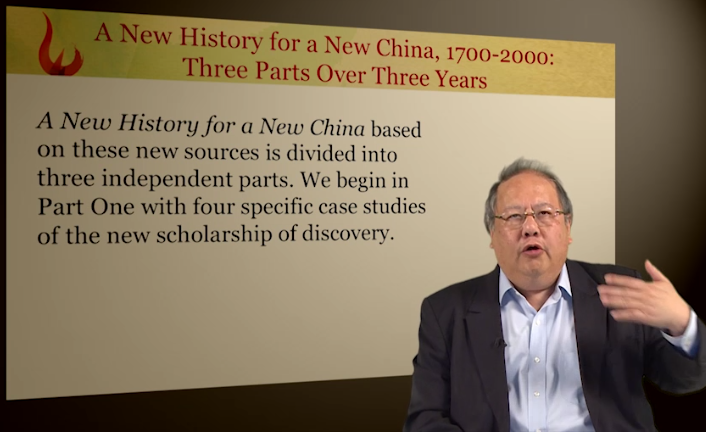 A New History for a New China, 1700-2000:
Three Parts Over Three Years
A New History for a New China based
on these new sources is divided into
three independent parts. We begin in
Part One with four specific case studies
of the new scholarship of discovery.